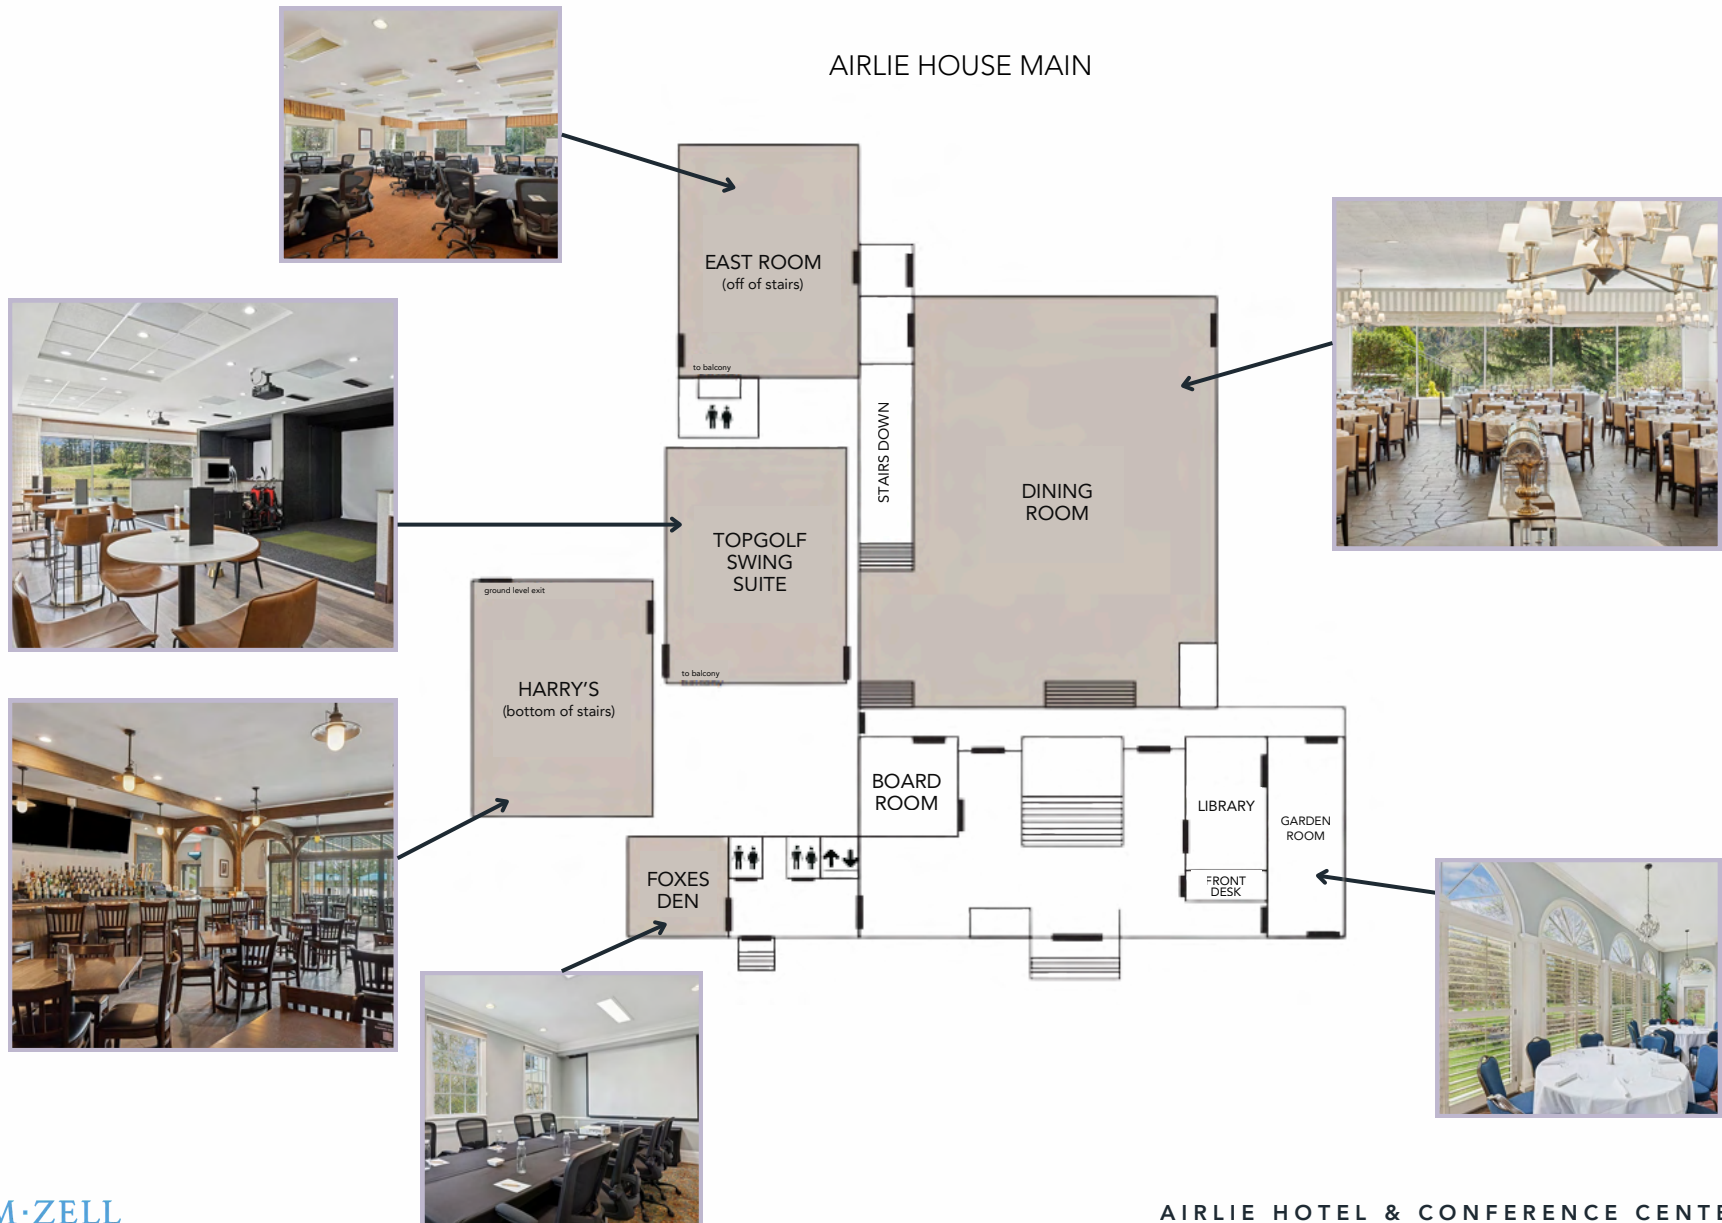 AIRLIE HOUSE MAIN
EAST ROOM
(off of stairs)
to balcony
STAIRS DOWN
DINING
ROOM
TOPGOLF
SWING
SUITE
to balcony
ground level exit
HARRY'S
(bottom of stairs)
BOARD
ROOM
LIBRARY
GARDEN
ROOM
FRONT
DESK
FOXES
DEN
M·ZELL
AIRLIE HOTEL & CONFERENCE CENTE